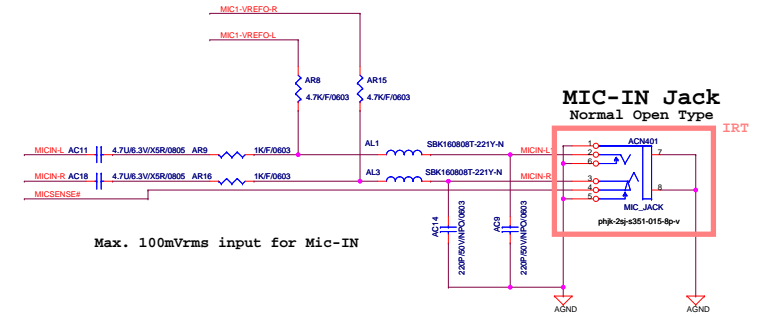 MIC1-VREFO-R
MIC1-VREFO-L
AR8
AR15
4.7K/F/0603
4.7K/F/0603
MIC-IN Jack
Normal Open Type
IRT
MICIN-L AC11 4.7U/6.3V/X5R/0805 AR9 1K/F/0603 AL1 SBK160808T-221Y-N MICIN-L1
MICIN-R AC18 4.7U/6.3V/X5R/0805 AR16 1K/F/0603 AL3 SBK160808T-221Y-N MICIN-R
MICSENSE#
ACN401
1
2
6
3
4
5
7
8
MIC_JACK
phjk-2sj-s351-015-8p-v
AC14
220P/50V/NPO/0603
AC9
220P/50V/NPO/0603
Max. 100mVrms input for Mic-IN
AGND
AGND